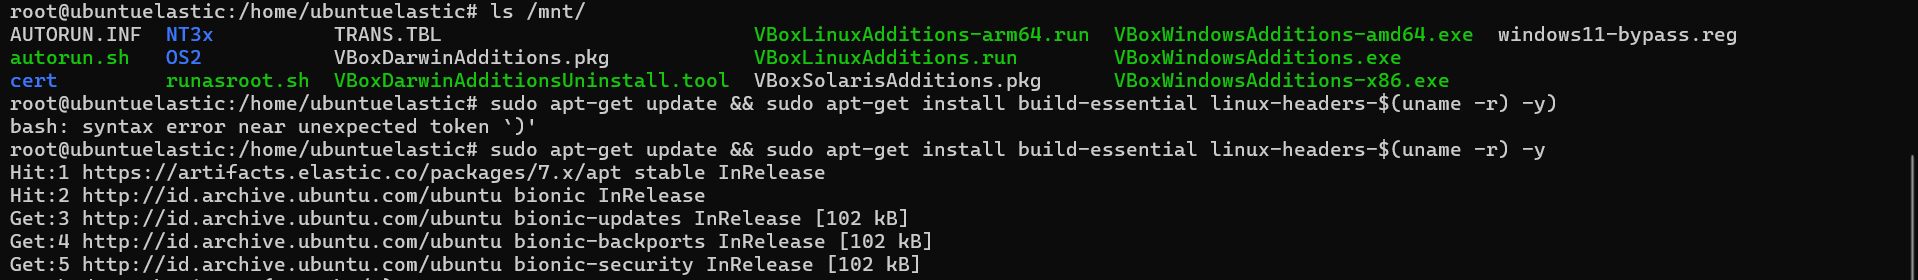 root@ubuntuelastic:/home/ubuntuelastic# ls /mnt/
AUTORUN.INF  NT3x         TRANS.TBL                          VBoxLinuxAdditions-arm64.run  VBoxWindowsAdditions-amd64.exe  windows11-bypass.reg
autorun.sh   OS2          VBoxDarwinAdditions.pkg            VBoxLinuxAdditions.run        VBoxWindowsAdditions.exe
cert         runasroot.sh VBoxDarwinAdditionsUninstall.tool  VBoxSolarisAdditions.pkg      VBoxWindowsAdditions-x86.exe
root@ubuntuelastic:/home/ubuntuelastic# sudo apt-get update && sudo apt-get install build-essential linux-headers-$(uname -r) -y)
bash: syntax error near unexpected token `)'
root@ubuntuelastic:/home/ubuntuelastic# sudo apt-get update && sudo apt-get install build-essential linux-headers-$(uname -r) -y
Hit:1 https://artifacts.elastic.co/packages/7.x/apt stable InRelease
Hit:2 http://id.archive.ubuntu.com/ubuntu bionic InRelease
Get:3 http://id.archive.ubuntu.com/ubuntu bionic-updates InRelease [102 kB]
Get:4 http://id.archive.ubuntu.com/ubuntu bionic-backports InRelease [102 kB]
Get:5 http://id.archive.ubuntu.com/ubuntu bionic-security InRelease [102 kB]